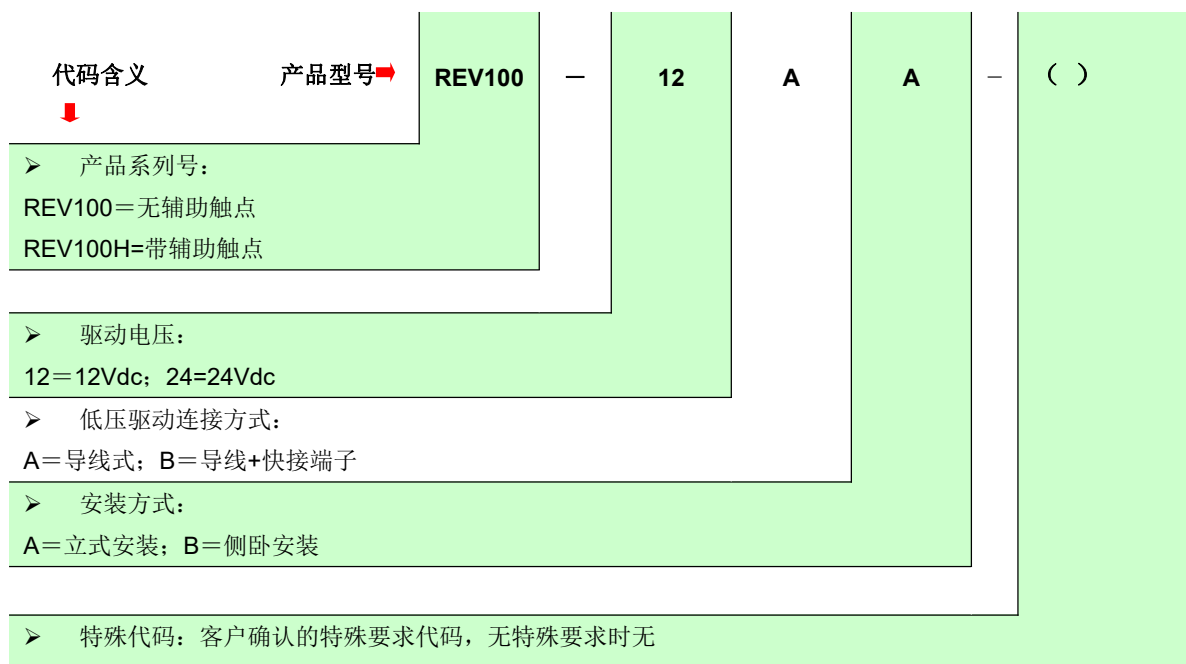 代码含义 产品型号 REV100 － 12 A A － （ ）
➢ 产品系列号：
REV100＝无辅助触点
REV100H=带辅助触点
➢ 驱动电压：
12＝12Vdc；24=24Vdc
➢ 低压驱动连接方式：
A＝导线式；B＝导线+快接端子
➢ 安装方式：
A＝立式安装；B＝侧卧安装
➢ 特殊代码：客户确认的特殊要求代码，无特殊要求时无